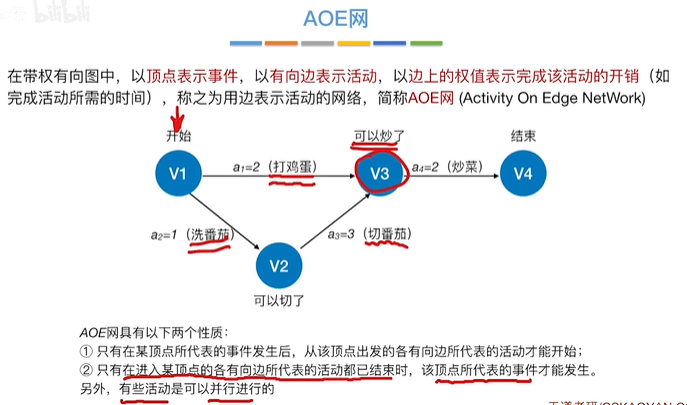 bilibili
AOE网
在带权有向图中，以顶点表示事件，以有向边表示活动，以边上的权值表示完成该活动的开销（如
完成活动所需的时间），称之为用边表示活动的网络，简称AOE网 (Activity On Edge NetWork)
开始
可以炒了
结束
V1
a₁=2（打鸡蛋）
V3
a₄=2（炒菜）
V4
a₂=1（洗番茄）
a₃=3（切番茄）
V2
可以切了
AOE网具有以下两个性质：
① 只有在某顶点所代表的事件发生后，从该顶点出发的各有向边所代表的活动才能开始；
② 只有在进入某顶点的各有向边所代表的活动都已结束时，该顶点所代表的事件才能发生。
另外，有些活动是可以并行进行的